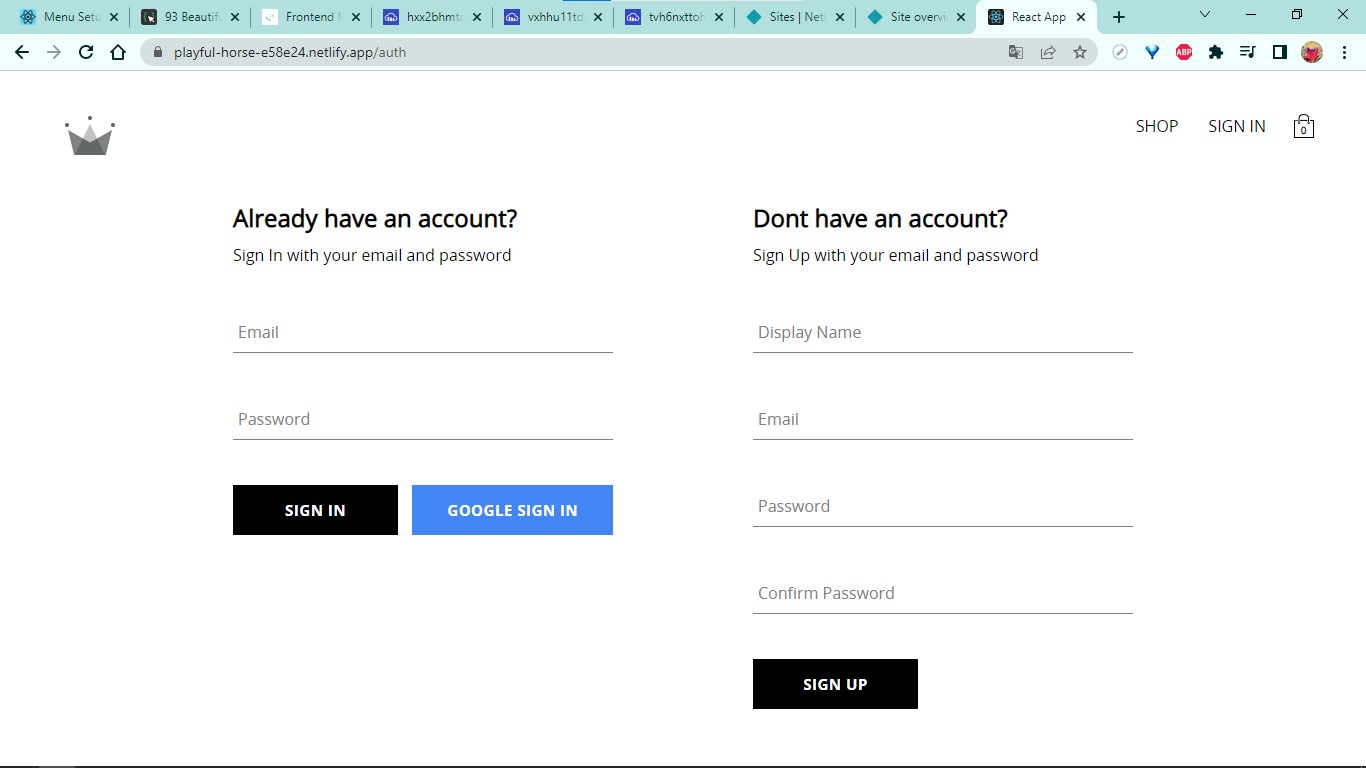 Menu Setu
93 Beautifu
Frontend M
hxx2bhmtr
vxhhu11td
tvh6nxttoh
Sites | Netl
Site overvi
React App
playful-horse-e58e24.netlify.app/auth
ABP
SHOP
SIGN IN
0
Already have an account?
Sign In with your email and password
Email
Password
SIGN IN
GOOGLE SIGN IN
Dont have an account?
Sign Up with your email and password
Display Name
Email
Password
Confirm Password
SIGN UP